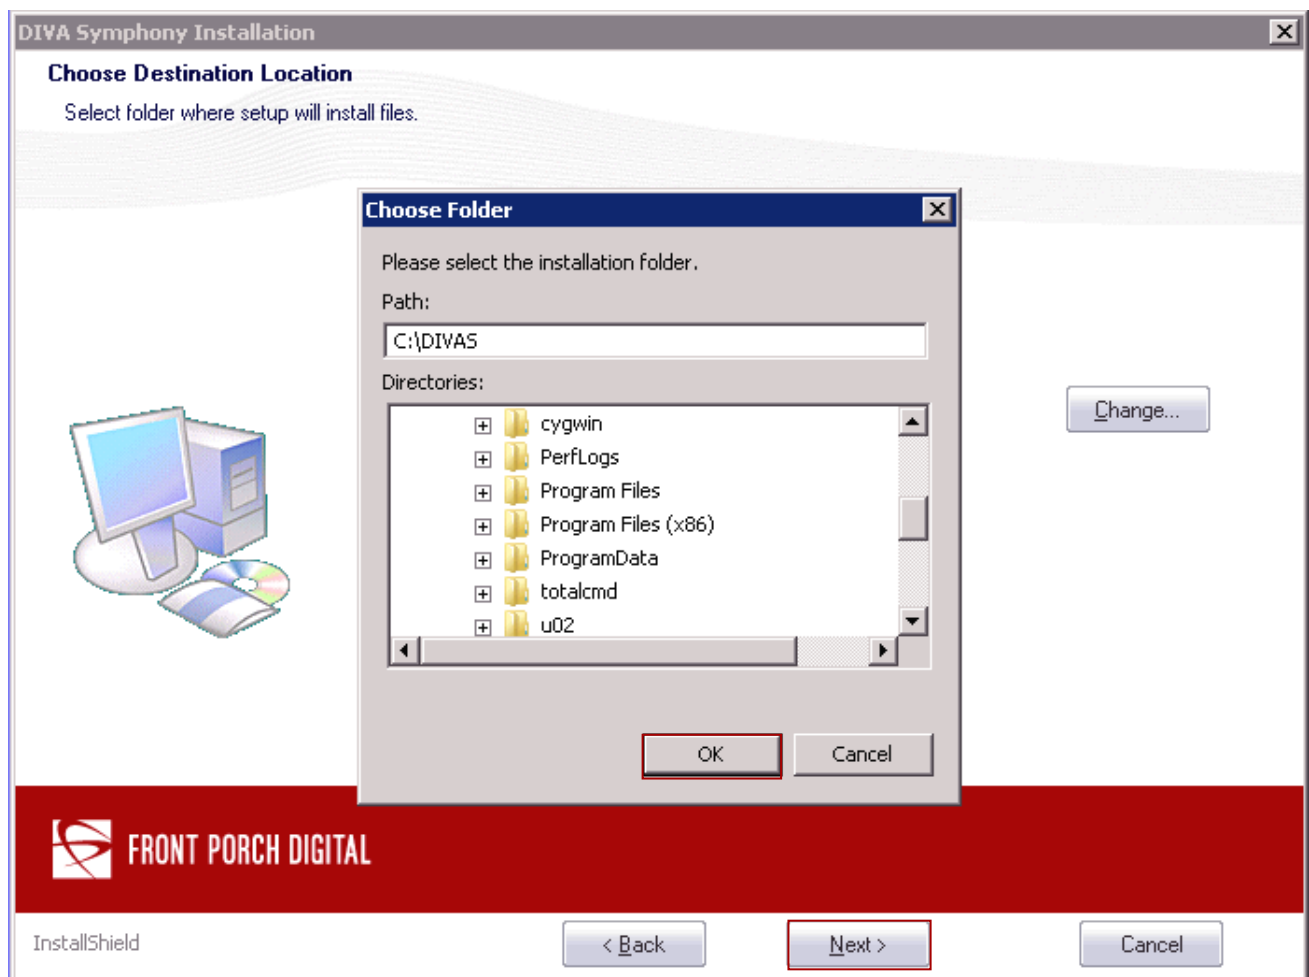 DIVA Symphony Installation
Choose Destination Location
Select folder where setup will install files.
Choose Folder
Please select the installation folder.
Path:
C:\DIVAS
Directories:
cygwin
PerfLogs
Program Files
Program Files (x86)
ProgramData
totalcmd
u02
Change...
OK
Cancel
FRONT PORCH DIGITAL
InstallShield
< Back
Next >
Cancel